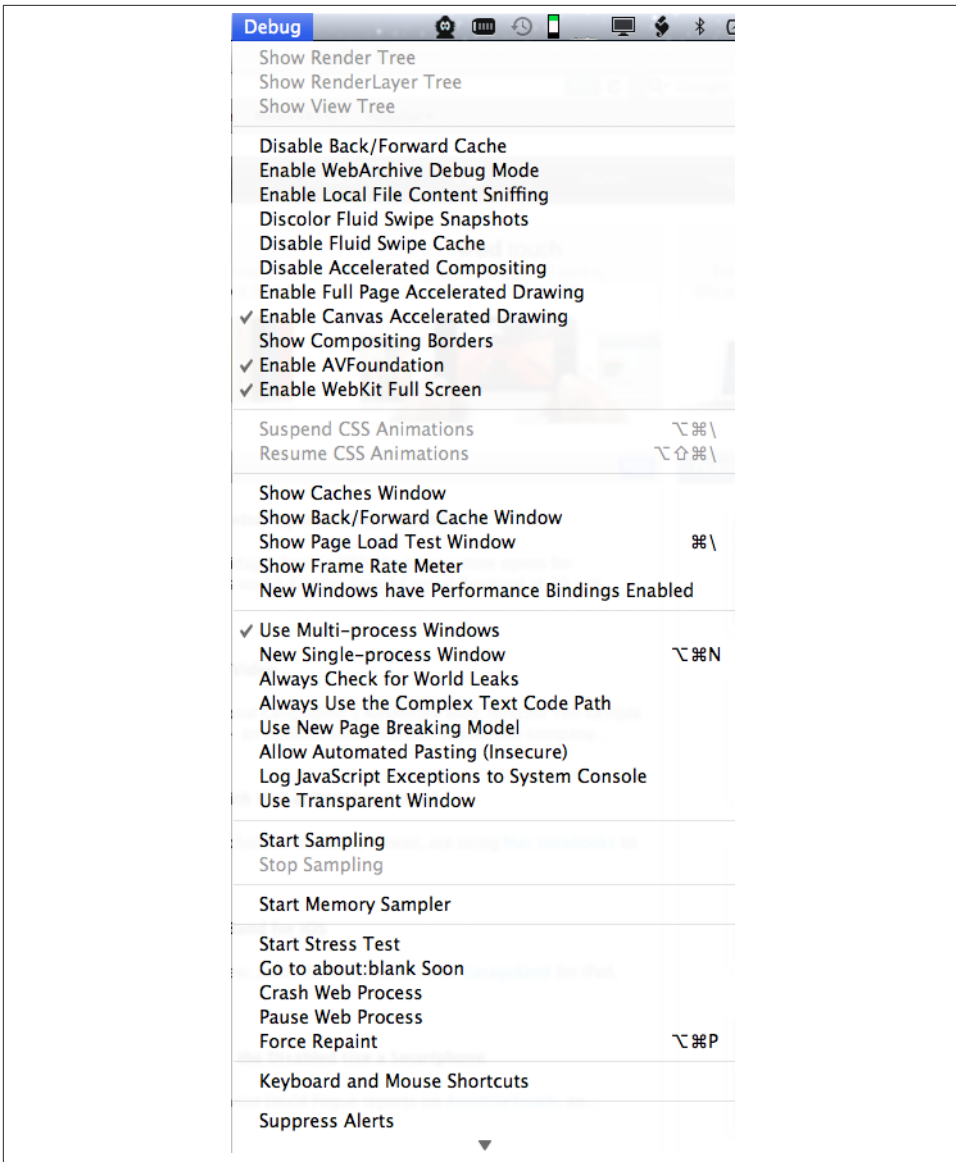 Debug
Show Render Tree
Show RenderLayer Tree
Show View Tree
Disable Back/Forward Cache
Enable WebArchive Debug Mode
Enable Local File Content Sniffing
Discolor Fluid Swipe Snapshots
Disable Fluid Swipe Cache
Disable Accelerated Compositing
Enable Full Page Accelerated Drawing
✓ Enable Canvas Accelerated Drawing
Show Compositing Borders
✓ Enable AVFoundation
✓ Enable WebKit Full Screen
Suspend CSS Animations ⌥⌘\
Resume CSS Animations ⌥⇧⌘\
Show Caches Window
Show Back/Forward Cache Window
Show Page Load Test Window ⌘\
Show Frame Rate Meter
New Windows have Performance Bindings Enabled
✓ Use Multi-process Windows
New Single-process Window ⌥⌘N
Always Check for World Leaks
Always Use the Complex Text Code Path
Use New Page Breaking Model
Allow Automated Pasting (Insecure)
Log JavaScript Exceptions to System Console
Use Transparent Window
Start Sampling
Stop Sampling
Start Memory Sampler
Start Stress Test
Go to about:blank Soon
Crash Web Process
Pause Web Process
Force Repaint ⌥⌘P
Keyboard and Mouse Shortcuts
Suppress Alerts